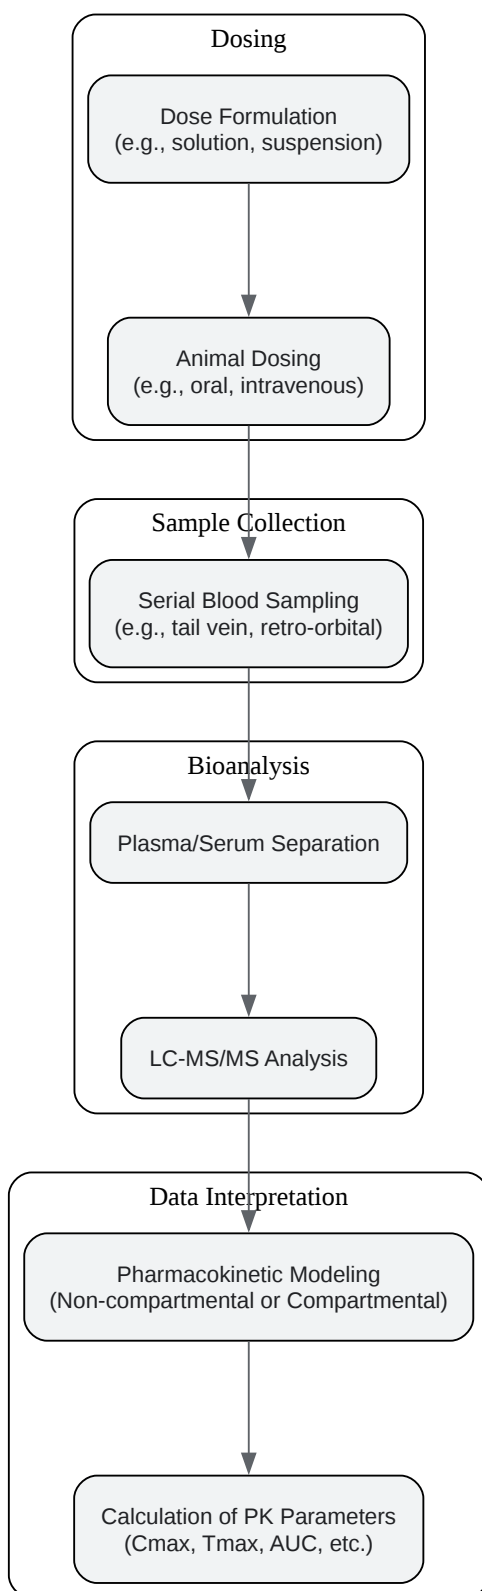 Dosing
Dose Formulation
(e.g., solution, suspension)
Animal Dosing
(e.g., oral, intravenous)
Sample Collection
Serial Blood Sampling
(e.g., tail vein, retro-orbital)
Bioanalysis
Plasma/Serum Separation
LC-MS/MS Analysis
Data Interpretation
Pharmacokinetic Modeling
(Non-compartmental or Compartmental)
Calculation of PK Parameters
(Cmax, Tmax, AUC, etc.)